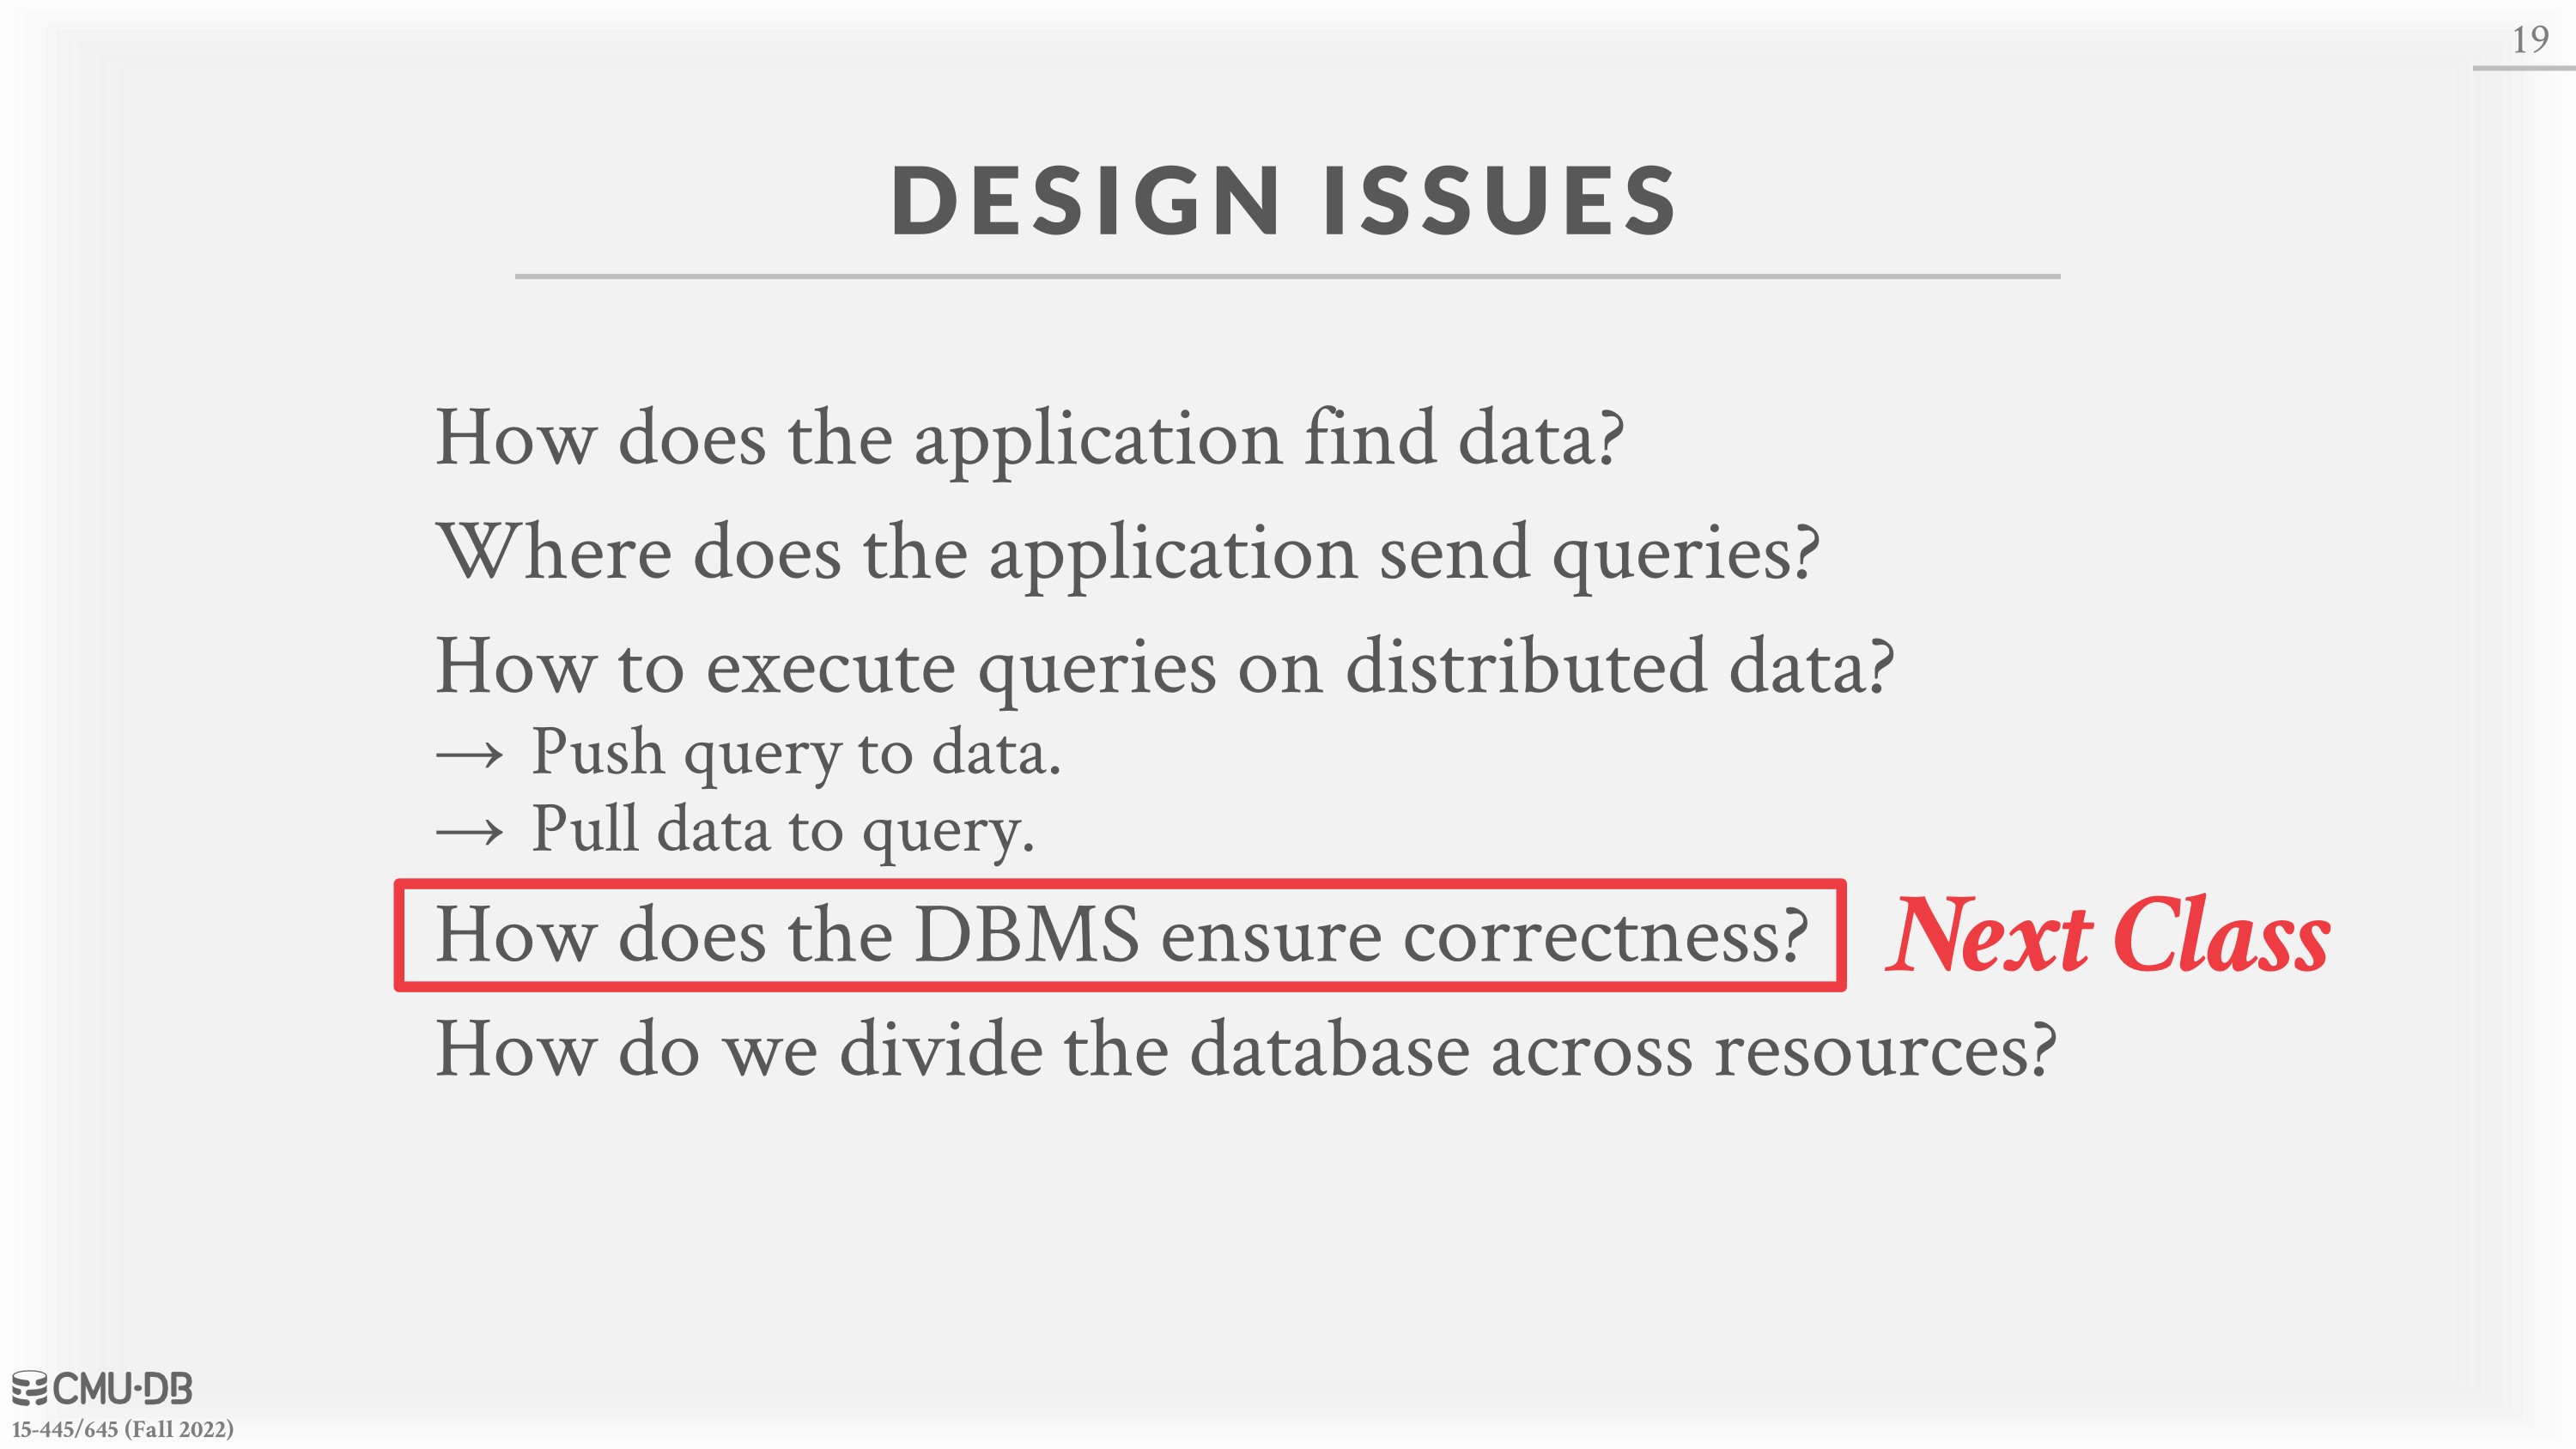 19
DESIGN ISSUES
How does the application find data?
Where does the application send queries?
How to execute queries on distributed data?
→ Push query to data.
→ Pull data to query.
How does the DBMS ensure correctness? Next Class
How do we divide the database across resources?
CMU·DB
15-445/645 (Fall 2022)